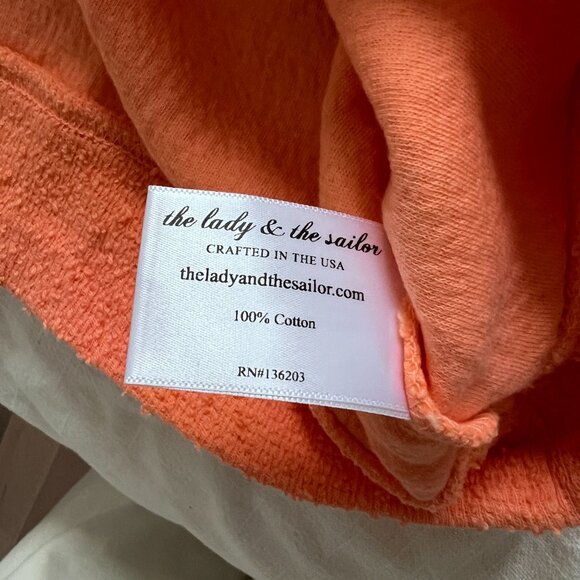 the lady & the sailor
CRAFTED IN THE USA
theladyandthesailor.com
100% Cotton
RN#136203